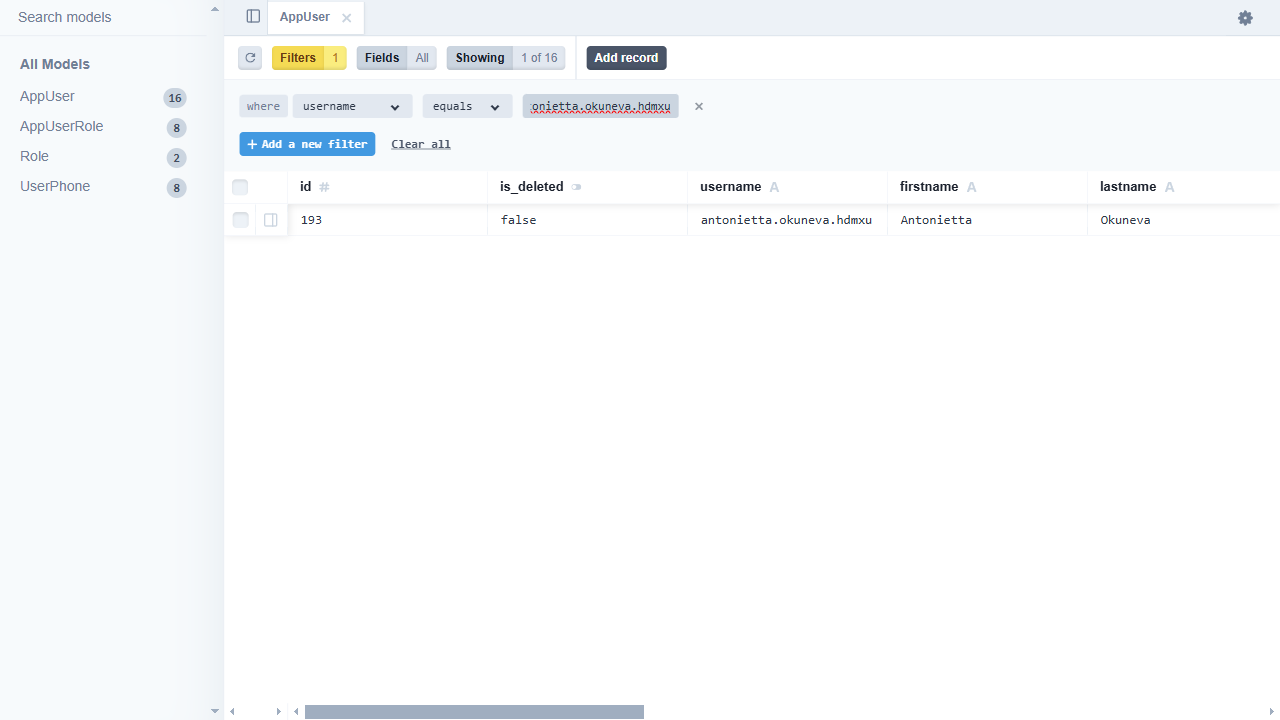 Search models
All Models
AppUser 16
AppUserRole 8
Role 2
UserPhone 8
AppUser
Filters 1 Fields All Showing 1 of 16 Add record
where username equals onietta.okuneva.hdmxu
+ Add a new filter Clear all
id # is_deleted username A firstname A lastname A
193 false antonietta.okuneva.hdmxu Antonietta Okuneva